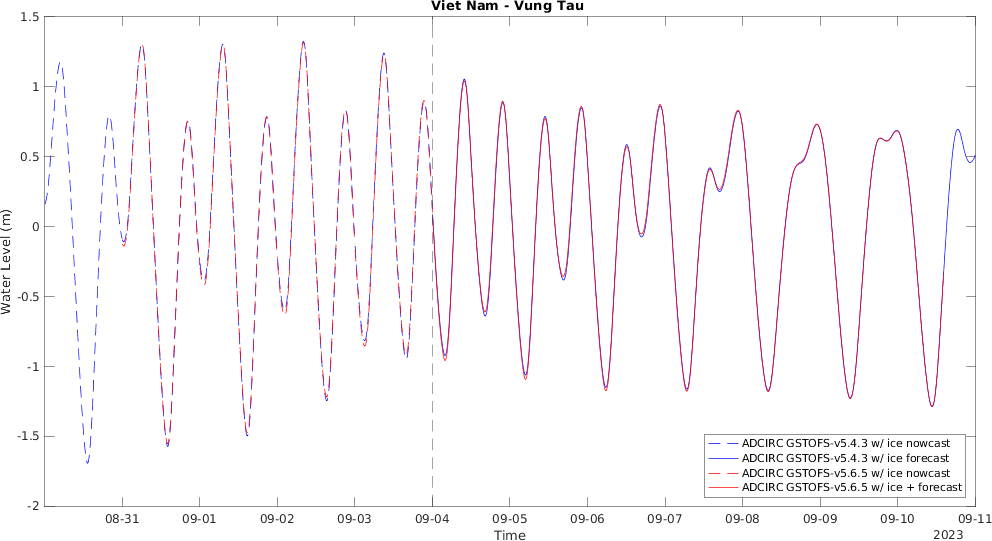 Viet Nam - Vung Tau
1.5
1
0.5
0
-0.5
-1
-1.5
-2
Water Level (m)
08-31 09-01 09-02 09-03 09-04 09-05 09-06 09-07 09-08 09-09 09-10 09-11
Time
2023
ADCIRC GSTOFS-v5.4.3 w/ ice nowcast
ADCIRC GSTOFS-v5.4.3 w/ ice forecast
ADCIRC GSTOFS-v5.6.5 w/ ice nowcast
ADCIRC GSTOFS-v5.6.5 w/ ice + forecast